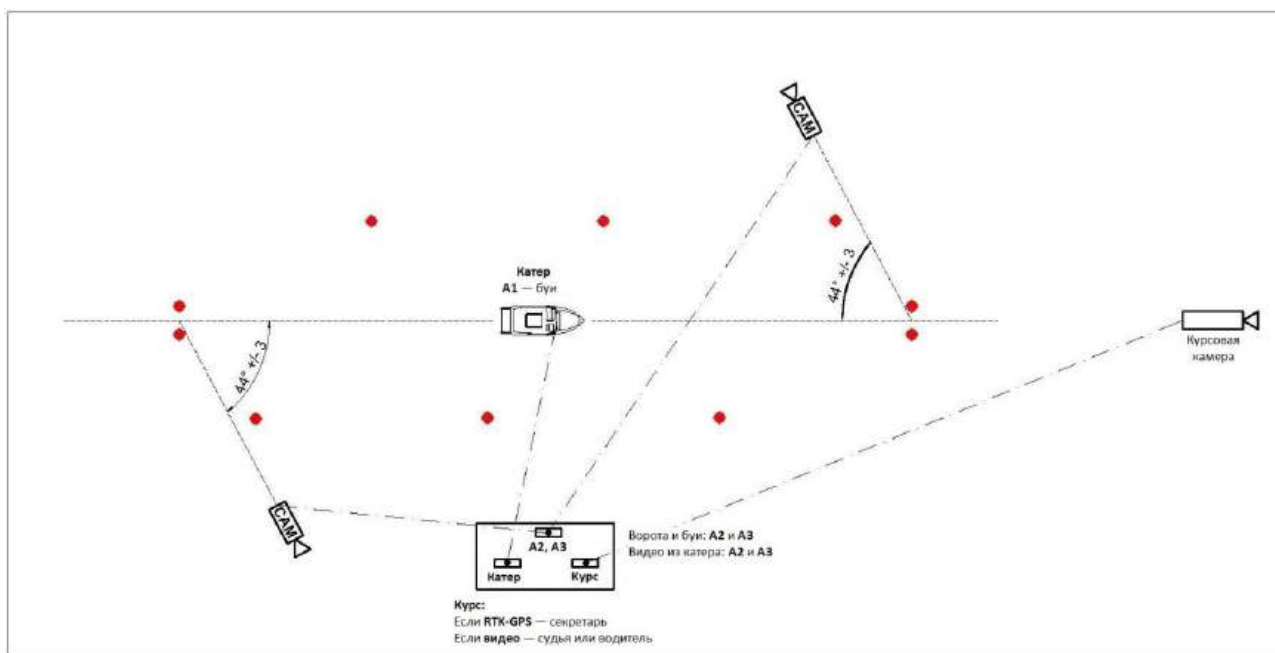 CAM
44° +/- 3
Катер
А1 — буи
44° +/- 3
Курсовая
камера
CAM
А2, А3
Катер
Курс
Ворота и буи: А2 и А3
Видео из катера: А2 и А3
Курс:
Если RTK-GPS — секретарь
Если видео — судья или водитель